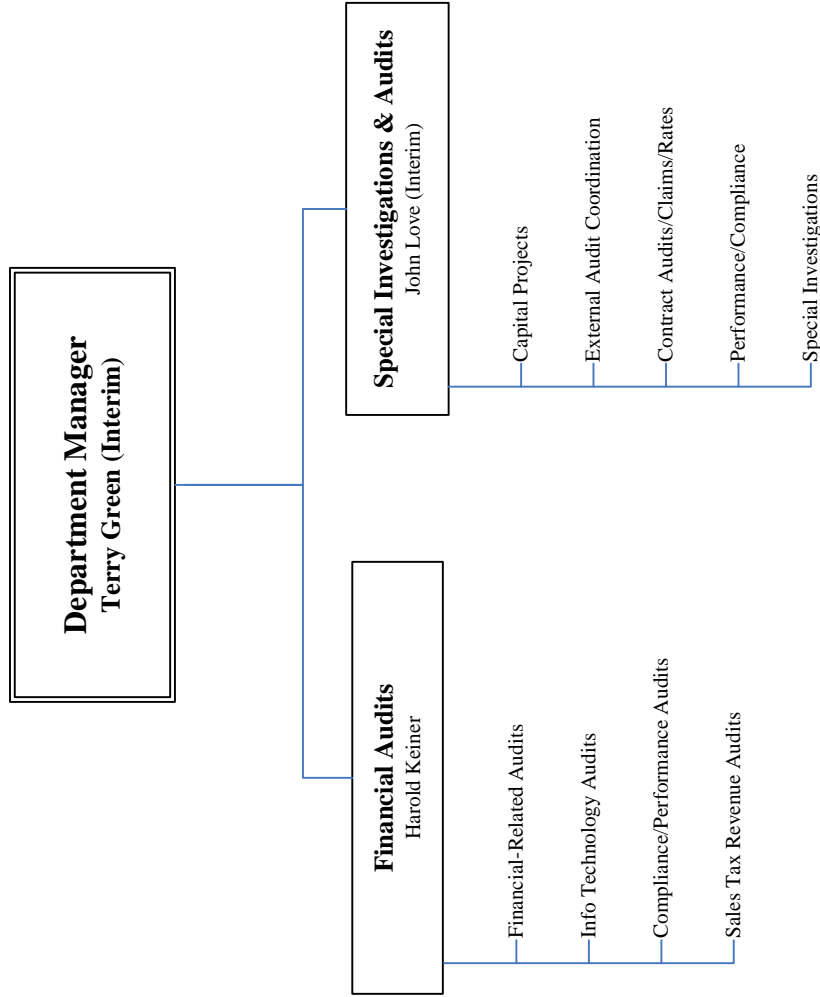 Department Manager
Terry Green (Interim)
Financial Audits
Harold Keiner
Financial-Related Audits
Info Technology Audits
Compliance/Performance Audits
Sales Tax Revenue Audits
Special Investigations & Audits
John Love (Interim)
Capital Projects
External Audit Coordination
Contract Audits/Claims/Rates
Performance/Compliance
Special Investigations